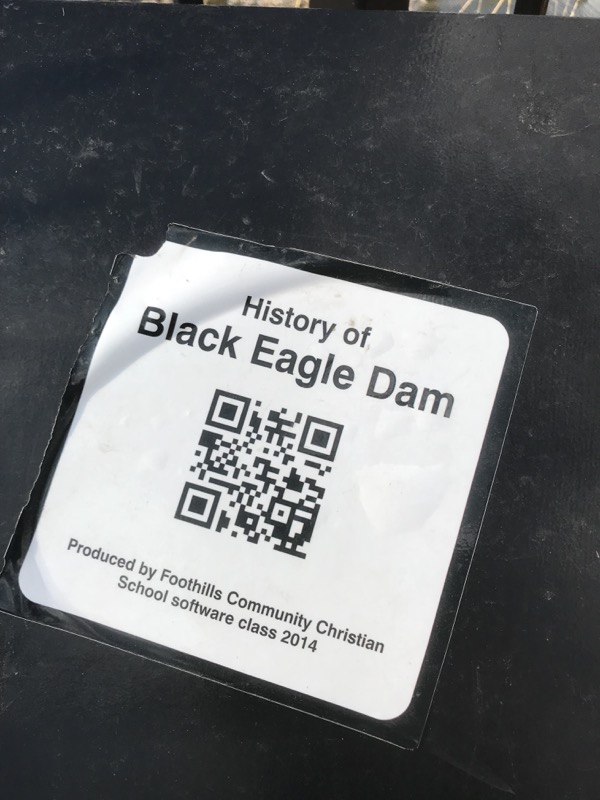 History of
Black Eagle Dam
Produced by Foothills Community Christian
School software class 2014